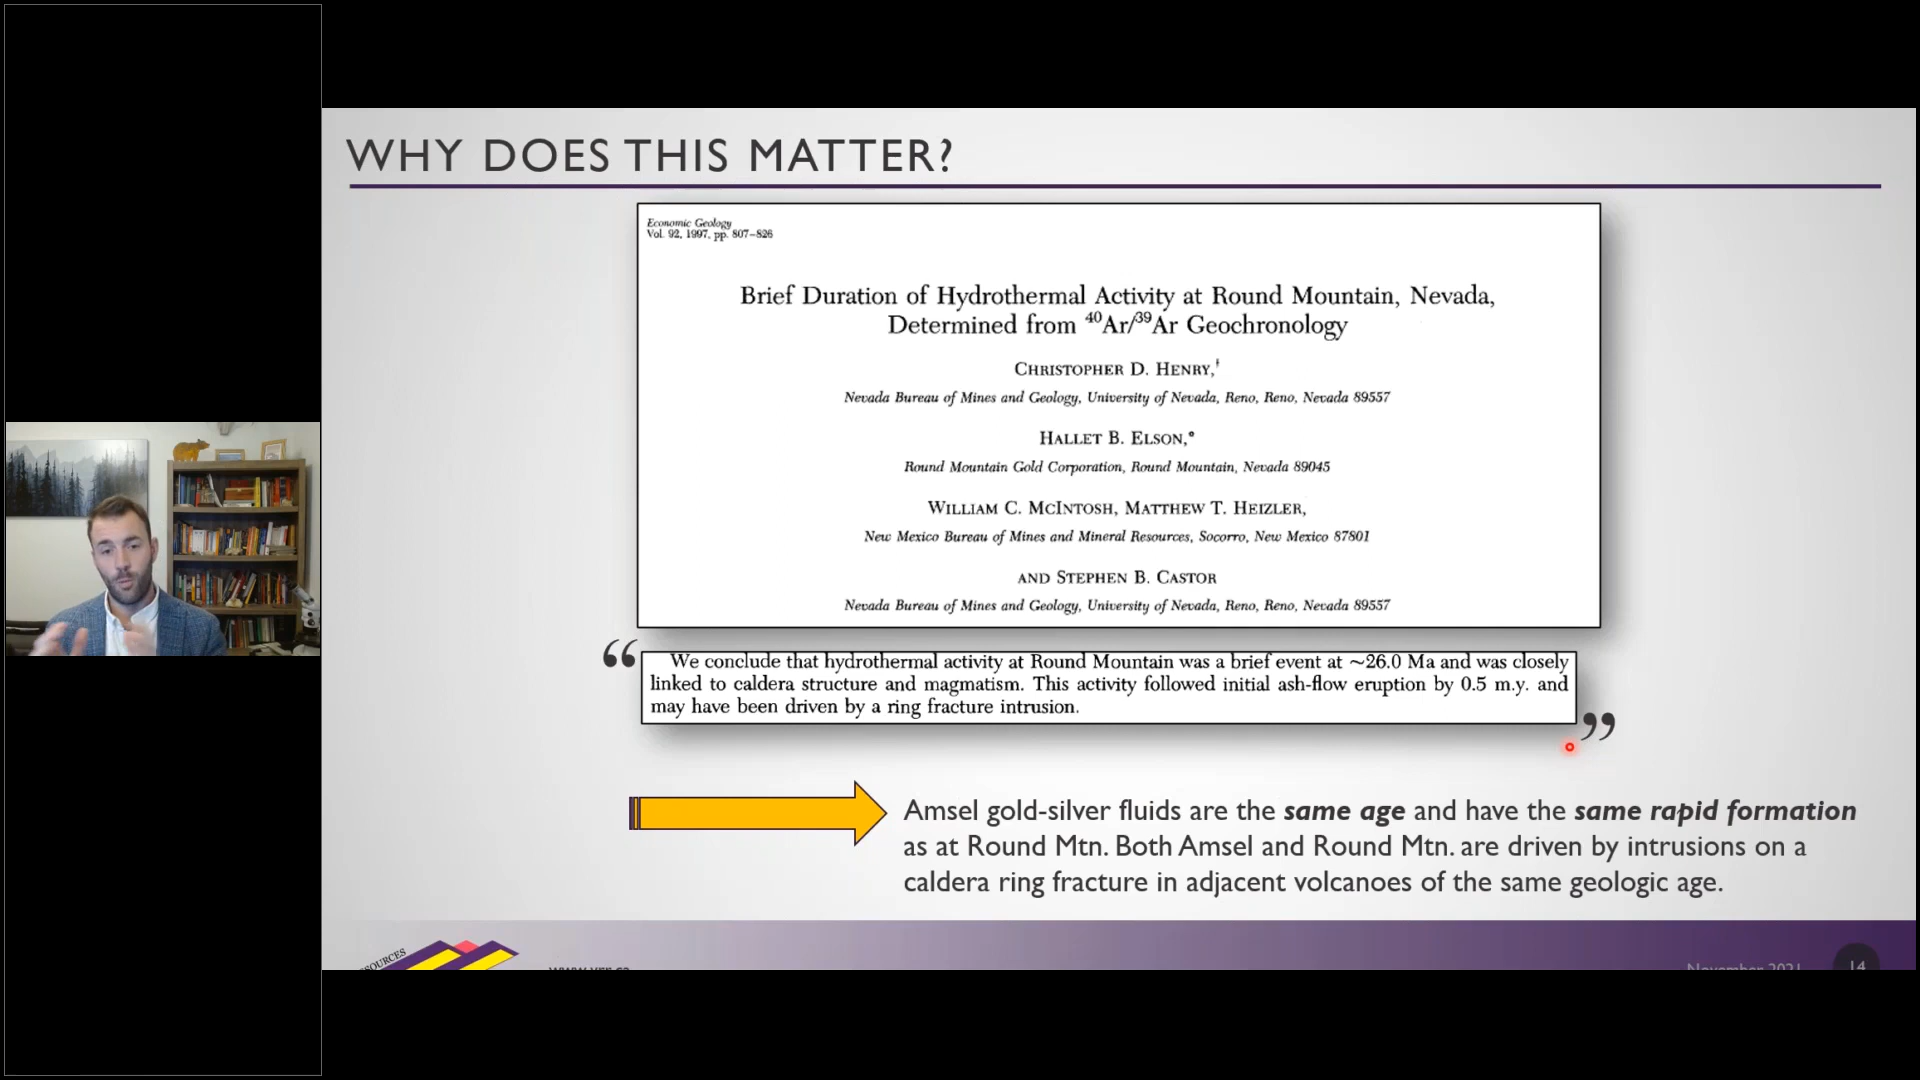 WHY DOES THIS MATTER?
Economic Geology
Vol. 92, 1997, pp. 807–826
Brief Duration of Hydrothermal Activity at Round Mountain, Nevada,
Determined from ⁴⁰Ar/³⁹Ar Geochronology
CHRISTOPHER D. HENRY,†
Nevada Bureau of Mines and Geology, University of Nevada, Reno, Reno, Nevada 89557
HALLET B. ELSON,*
Round Mountain Gold Corporation, Round Mountain, Nevada 89045
WILLIAM C. MCINTOSH, MATTHEW T. HEIZLER,
New Mexico Bureau of Mines and Mineral Resources, Socorro, New Mexico 87801
AND STEPHEN B. CASTOR
Nevada Bureau of Mines and Geology, University of Nevada, Reno, Reno, Nevada 89557
“ We conclude that hydrothermal activity at Round Mountain was a brief event at ~26.0 Ma and was closely
linked to caldera structure and magmatism. This activity followed initial ash-flow eruption by 0.5 m.y. and
may have been driven by a ring fracture intrusion. ”
Amsel gold-silver fluids are the same age and have the same rapid formation
as at Round Mtn. Both Amsel and Round Mtn. are driven by intrusions on a
caldera ring fracture in adjacent volcanoes of the same geologic age.
November 2021
14